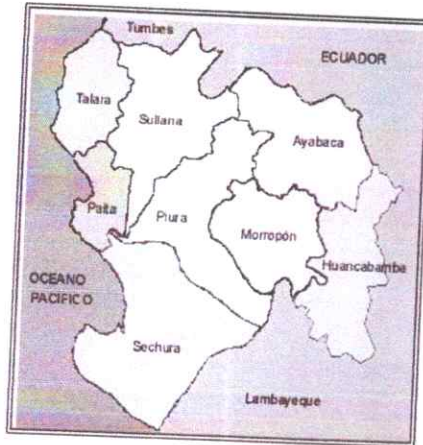 Tumbes
ECUADOR
Talara
Sullana
Ayabaca
Paita
Piura
Morropón
Huancabamba
OCEANO
PACIFICO
Sechura
Lambayeque